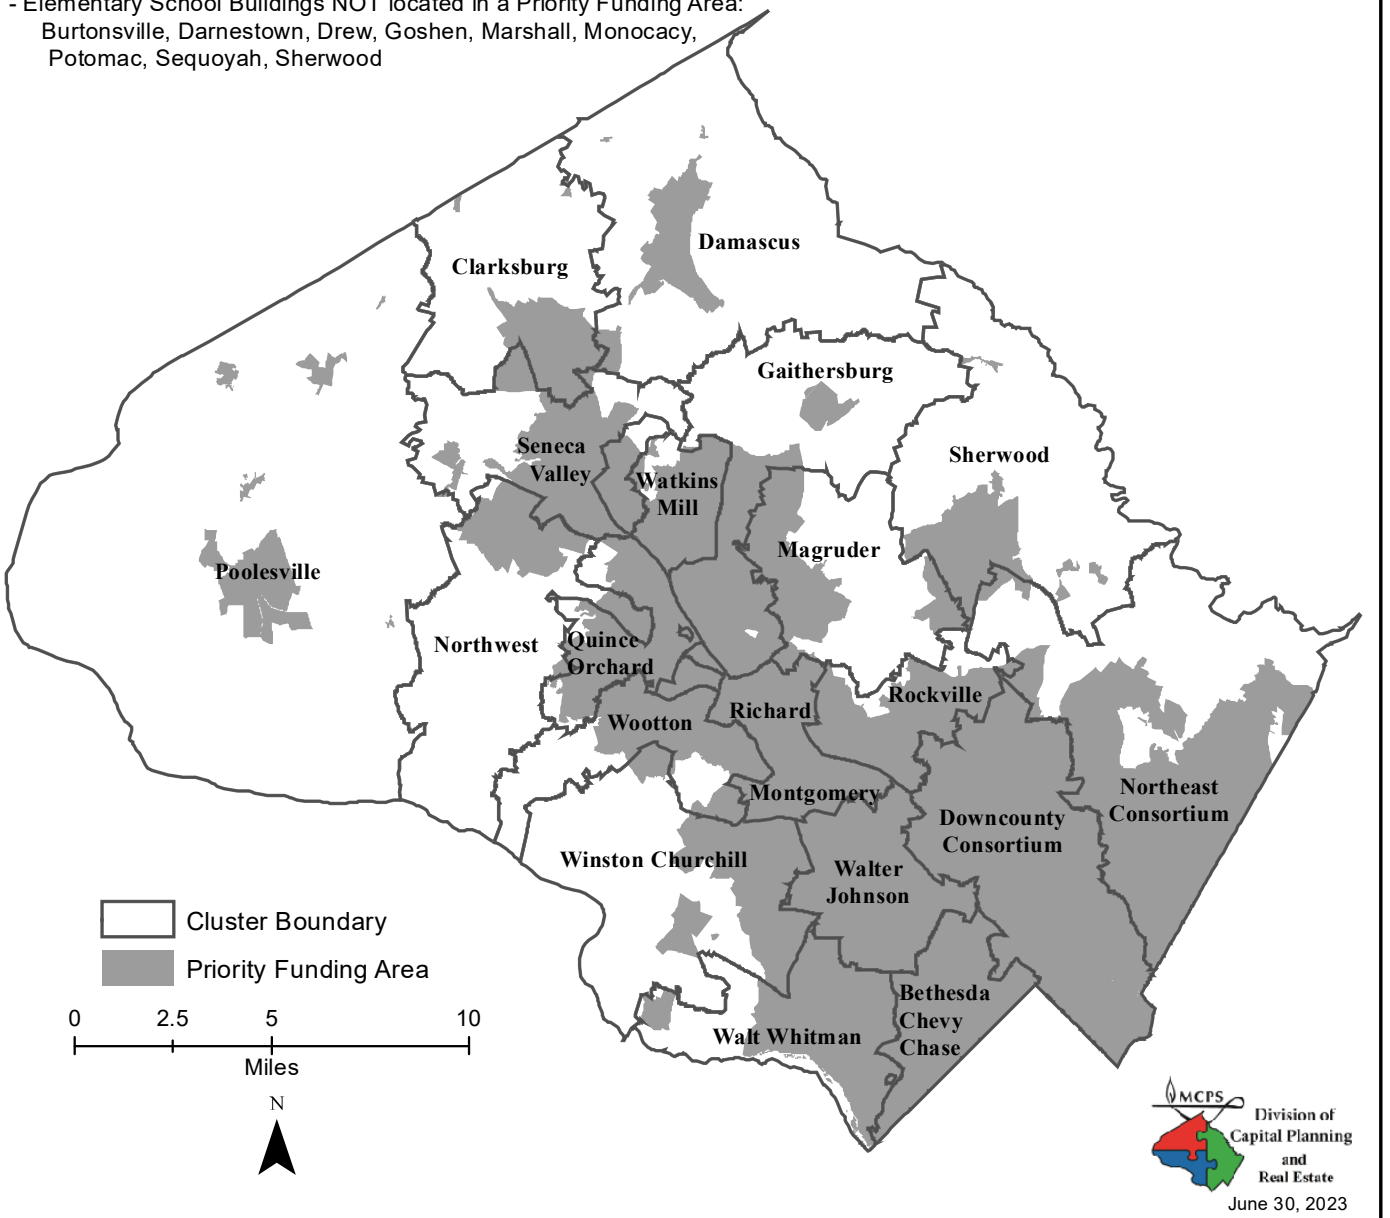 - Elementary School Buildings NOT located in a Priority Funding Area:
Burtonsville, Darnestown, Drew, Goshen, Marshall, Monocacy,
Potomac, Sequoyah, Sherwood
Damascus
Clarksburg
Gaithersburg
Seneca
Valley
Sherwood
Watkins
Mill
Magruder
Poolesville
Northwest
Quince
Orchard
Rockville
Richard
Wootton
Montgomery
Northeast
Consortium
Downcounty
Consortium
Winston Churchill
Walter
Johnson
Cluster Boundary
Priority Funding Area
Bethesda
Chevy
Chase
Walt Whitman
0 2.5 5 10
Miles
N
MCPS
Division of
Capital Planning
and
Real Estate
June 30, 2023